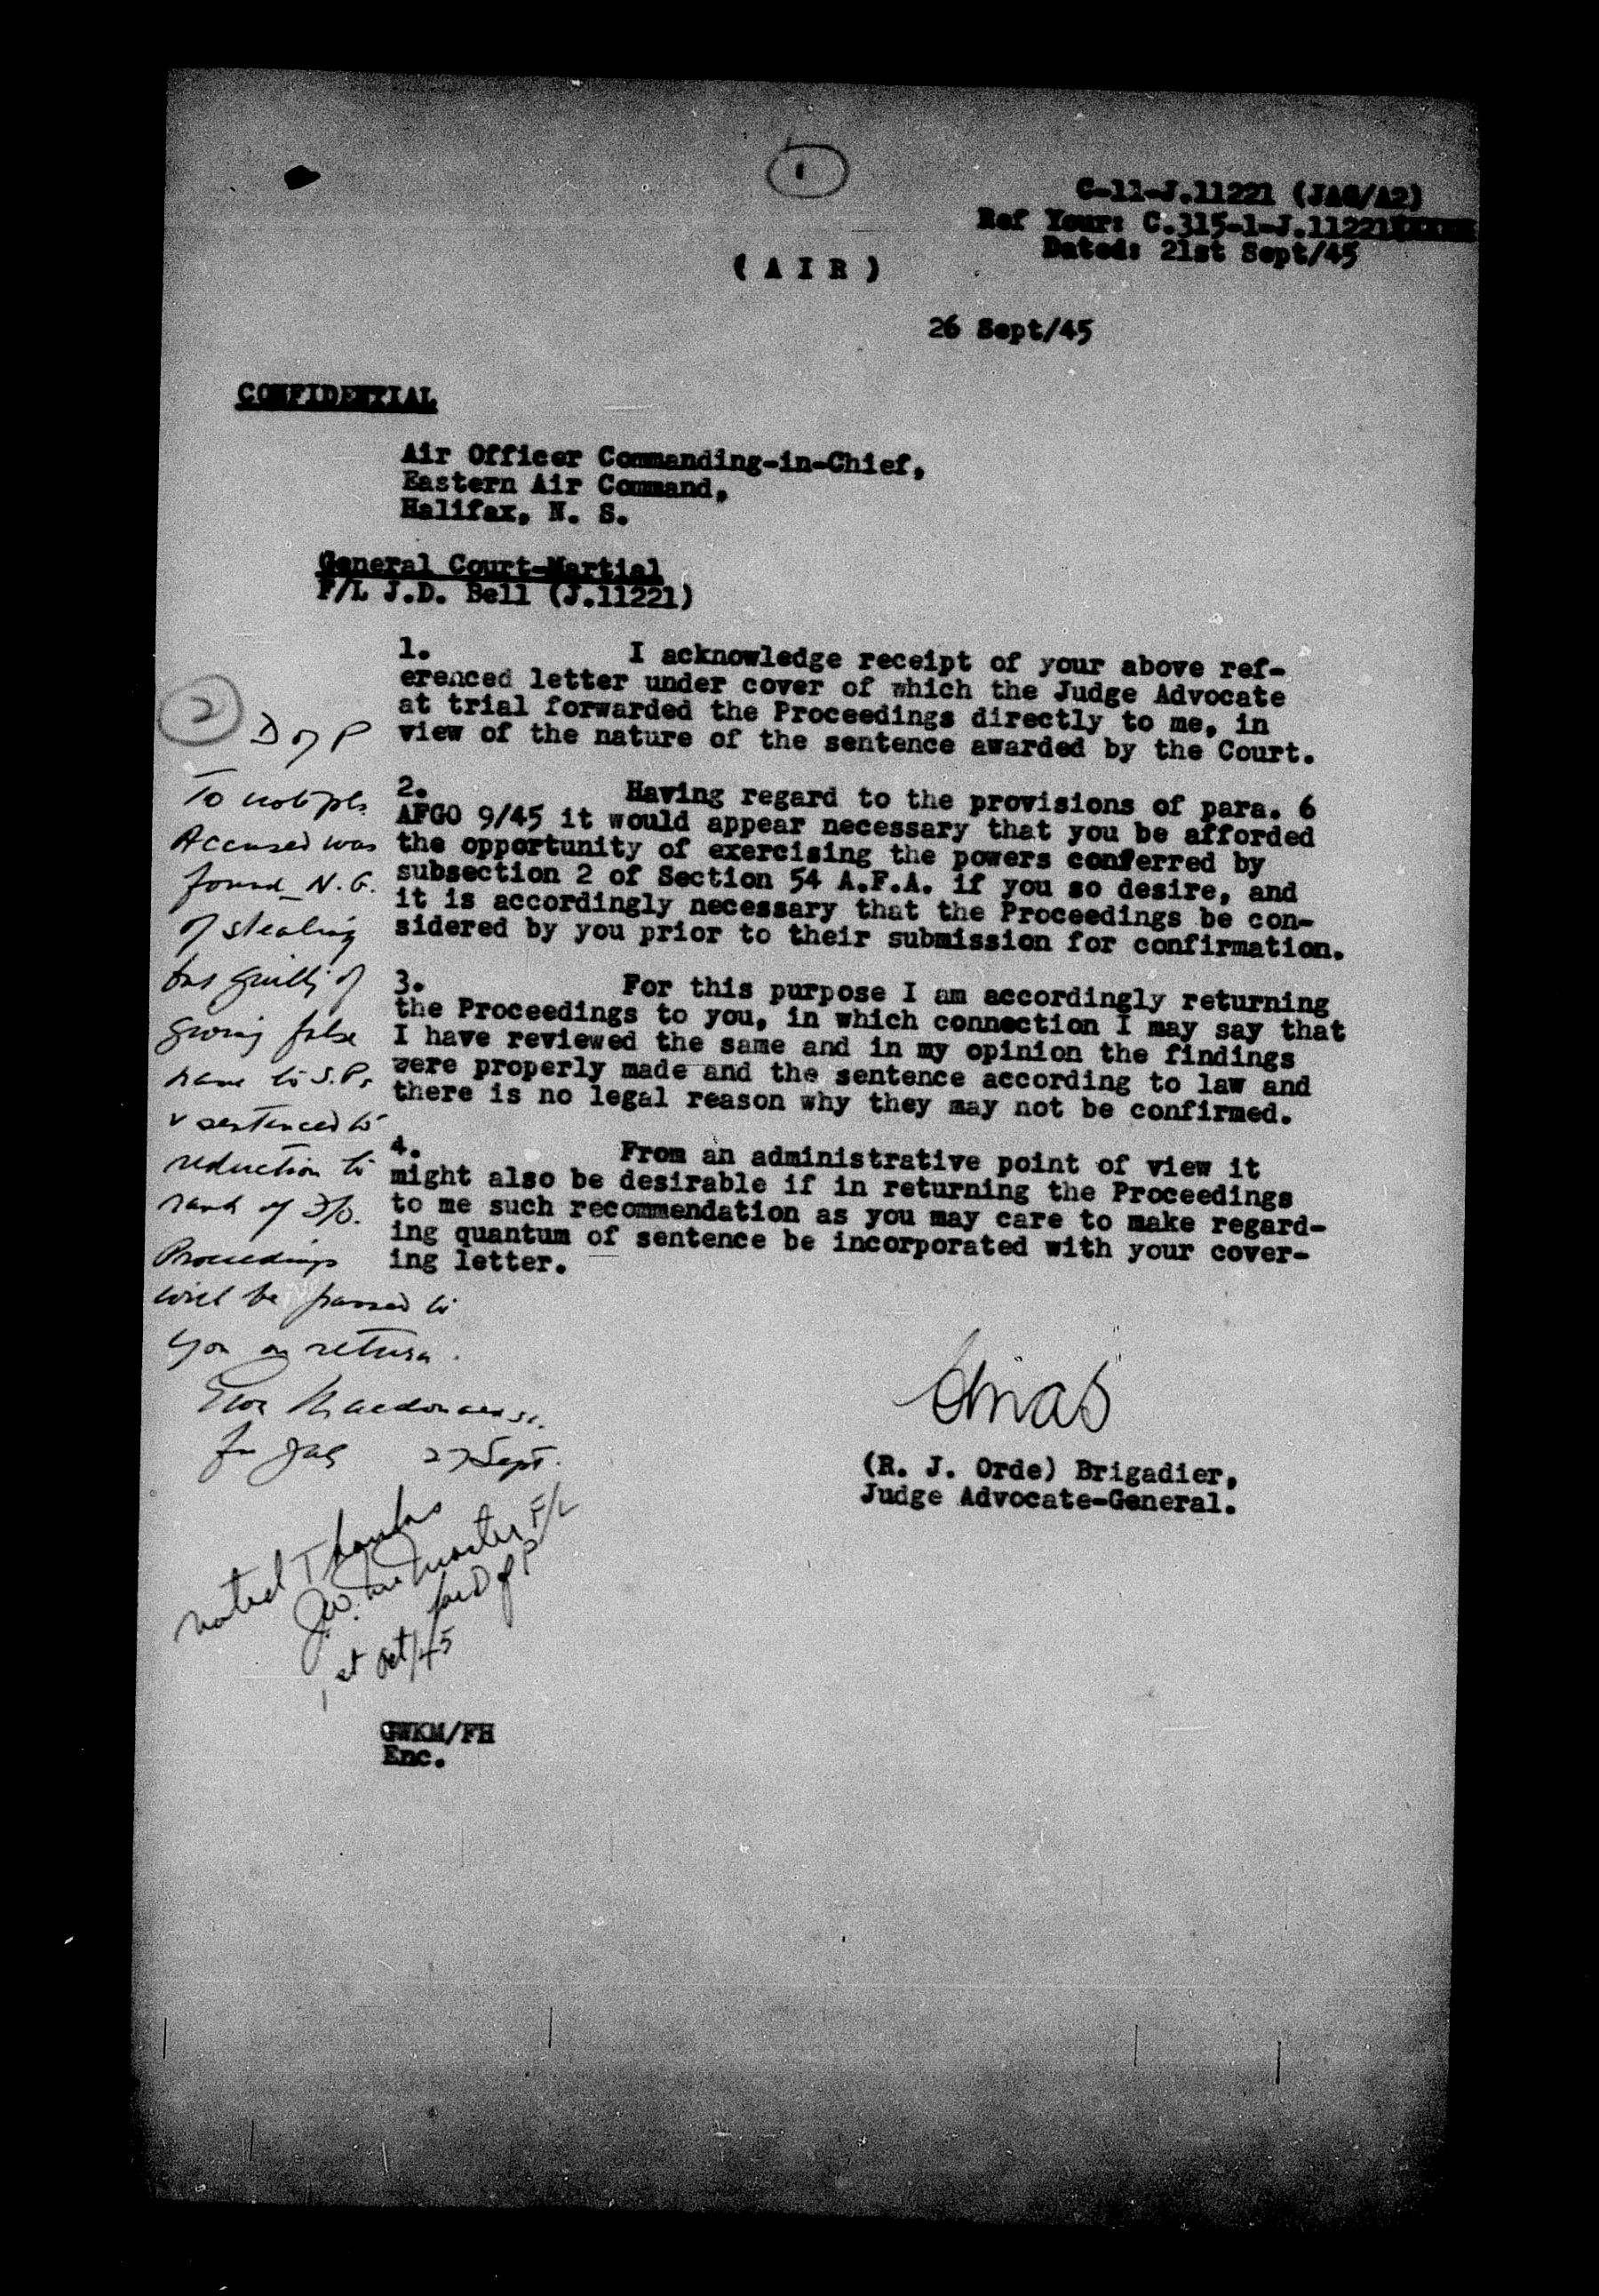 1
C-11-J.11221 (JAG/A2)
Ref Your: C.315-1-J.11221
Dated: 21st Sept/45
( A I R )
26 Sept/45
CONFIDENTIAL
Air Officer Commanding-in-Chief,
Eastern Air Command,
Halifax, N. S.
General Court-Martial
F/L J.D. Bell (J.11221)
1. I acknowledge receipt of your above ref-
erenced letter under cover of which the Judge Advocate
at trial forwarded the Proceedings directly to me, in
view of the nature of the sentence awarded by the Court.
2. Having regard to the provisions of para. 6
AFGO 9/45 it would appear necessary that you be afforded
the opportunity of exercising the powers conferred by
subsection 2 of Section 54 A.F.A. if you so desire, and
it is accordingly necessary that the Proceedings be con-
sidered by you prior to their submission for confirmation.
3. For this purpose I am accordingly returning
the Proceedings to you, in which connection I may say that
I have reviewed the same and in my opinion the findings
were properly made and the sentence according to law and
there is no legal reason why they may not be confirmed.
4. From an administrative point of view it
might also be desirable if in returning the Proceedings
to me such recommendation as you may care to make regard-
ing quantum of sentence be incorporated with your cover-
ing letter.
(R. J. Orde) Brigadier,
Judge Advocate-General.
2
D of P
To note pls.
Accused was
found N.G.
of stealing
but guilty of
giving false
name to S.Ps
& sentenced to
reduction to
rank of F/O.
Proceedings
will be passed to
you on return.
Macdonald
for JAG 27 Sept.
Noted Thanks
F/L
for D of P
1st Oct/45
GWKM/FH
Enc.